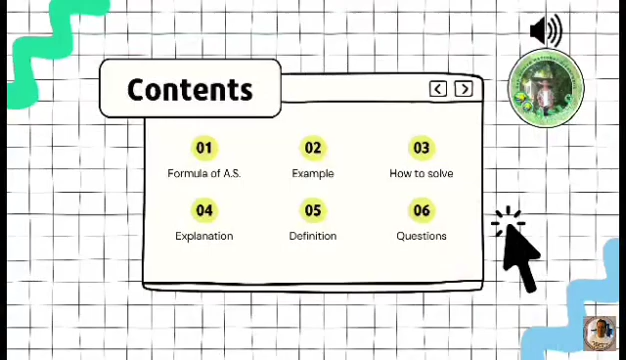 Contents
01
02
03
Formula of A.S.
Example
How to solve
04
05
06
Explanation
Definition
Questions